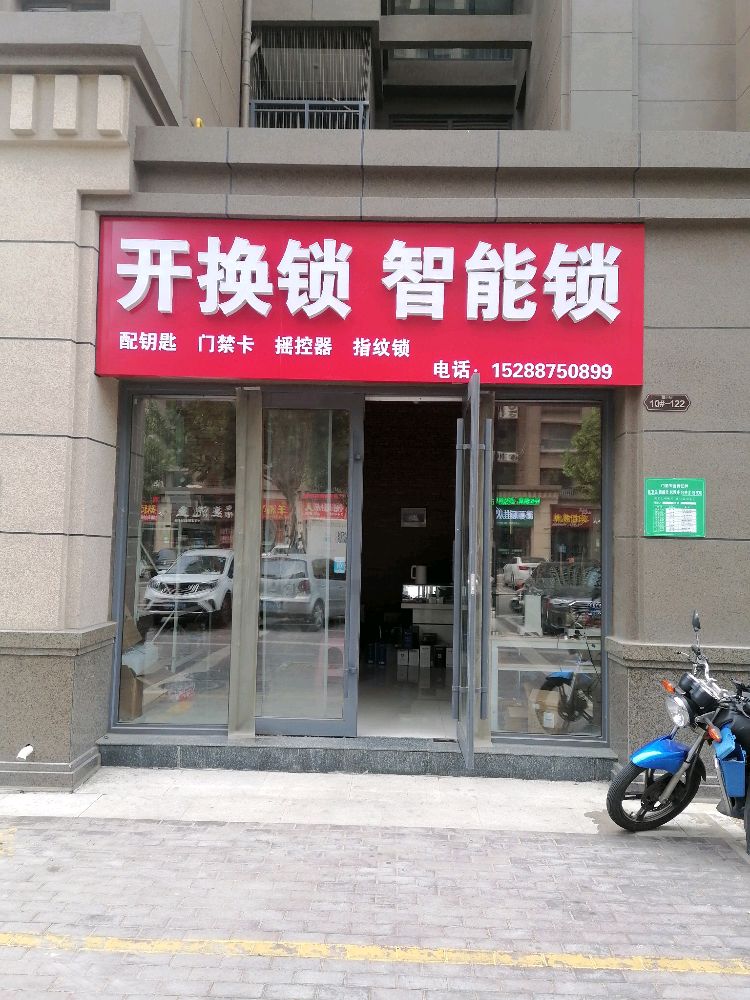 开换锁 智能锁
配钥匙 门禁卡 摇控器 指纹锁
电话：15288750899
10#-122